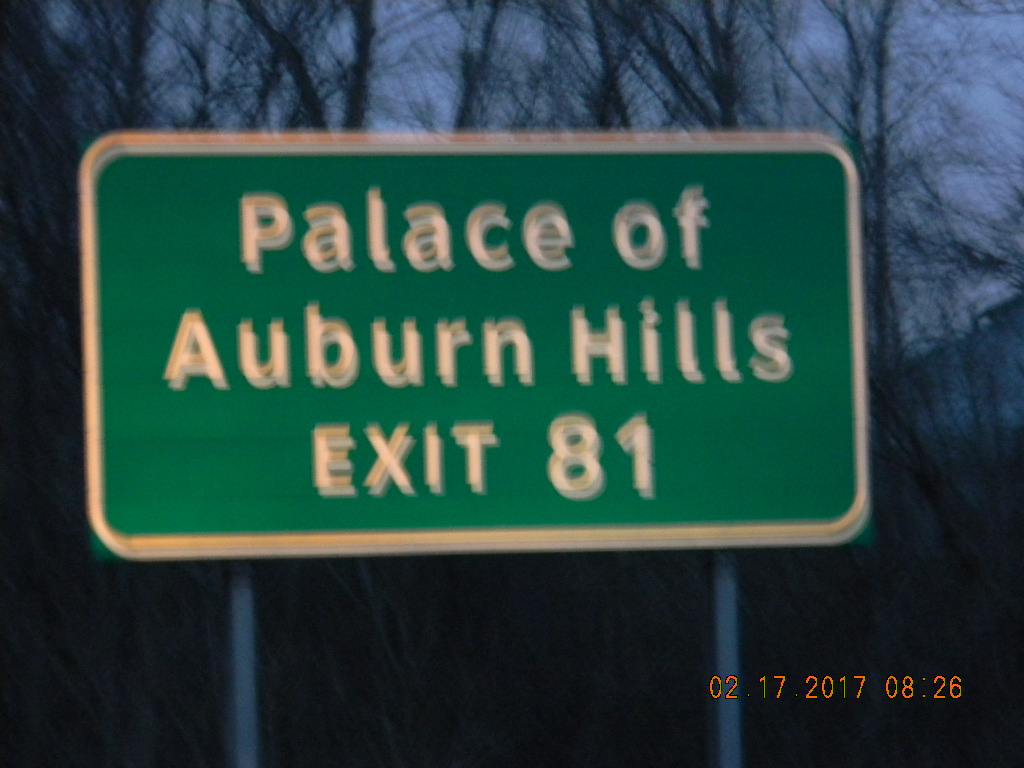 Palace of
Auburn Hills
EXIT 81
02.17.2017 08:26